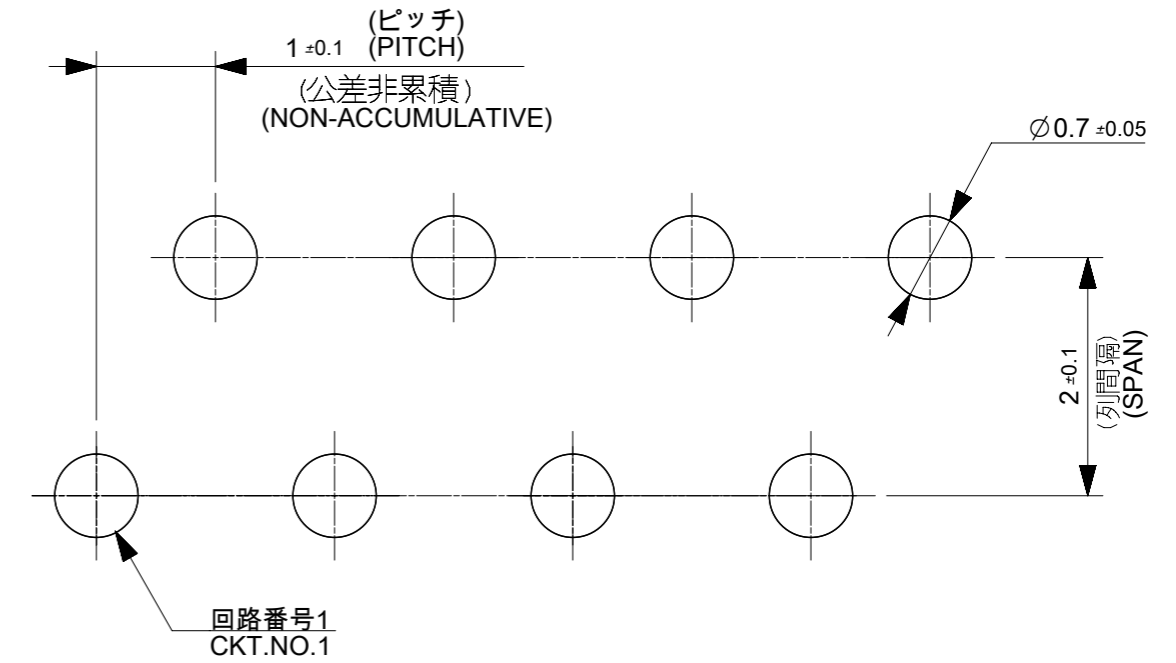 (ピッチ)
1 ±0.1 (PITCH)
(公差非累積)
(NON-ACCUMULATIVE)
∅0.7 ±0.05
2 ±0.1
(列間隔)
(SPAN)
回路番号1
CKT.NO.1